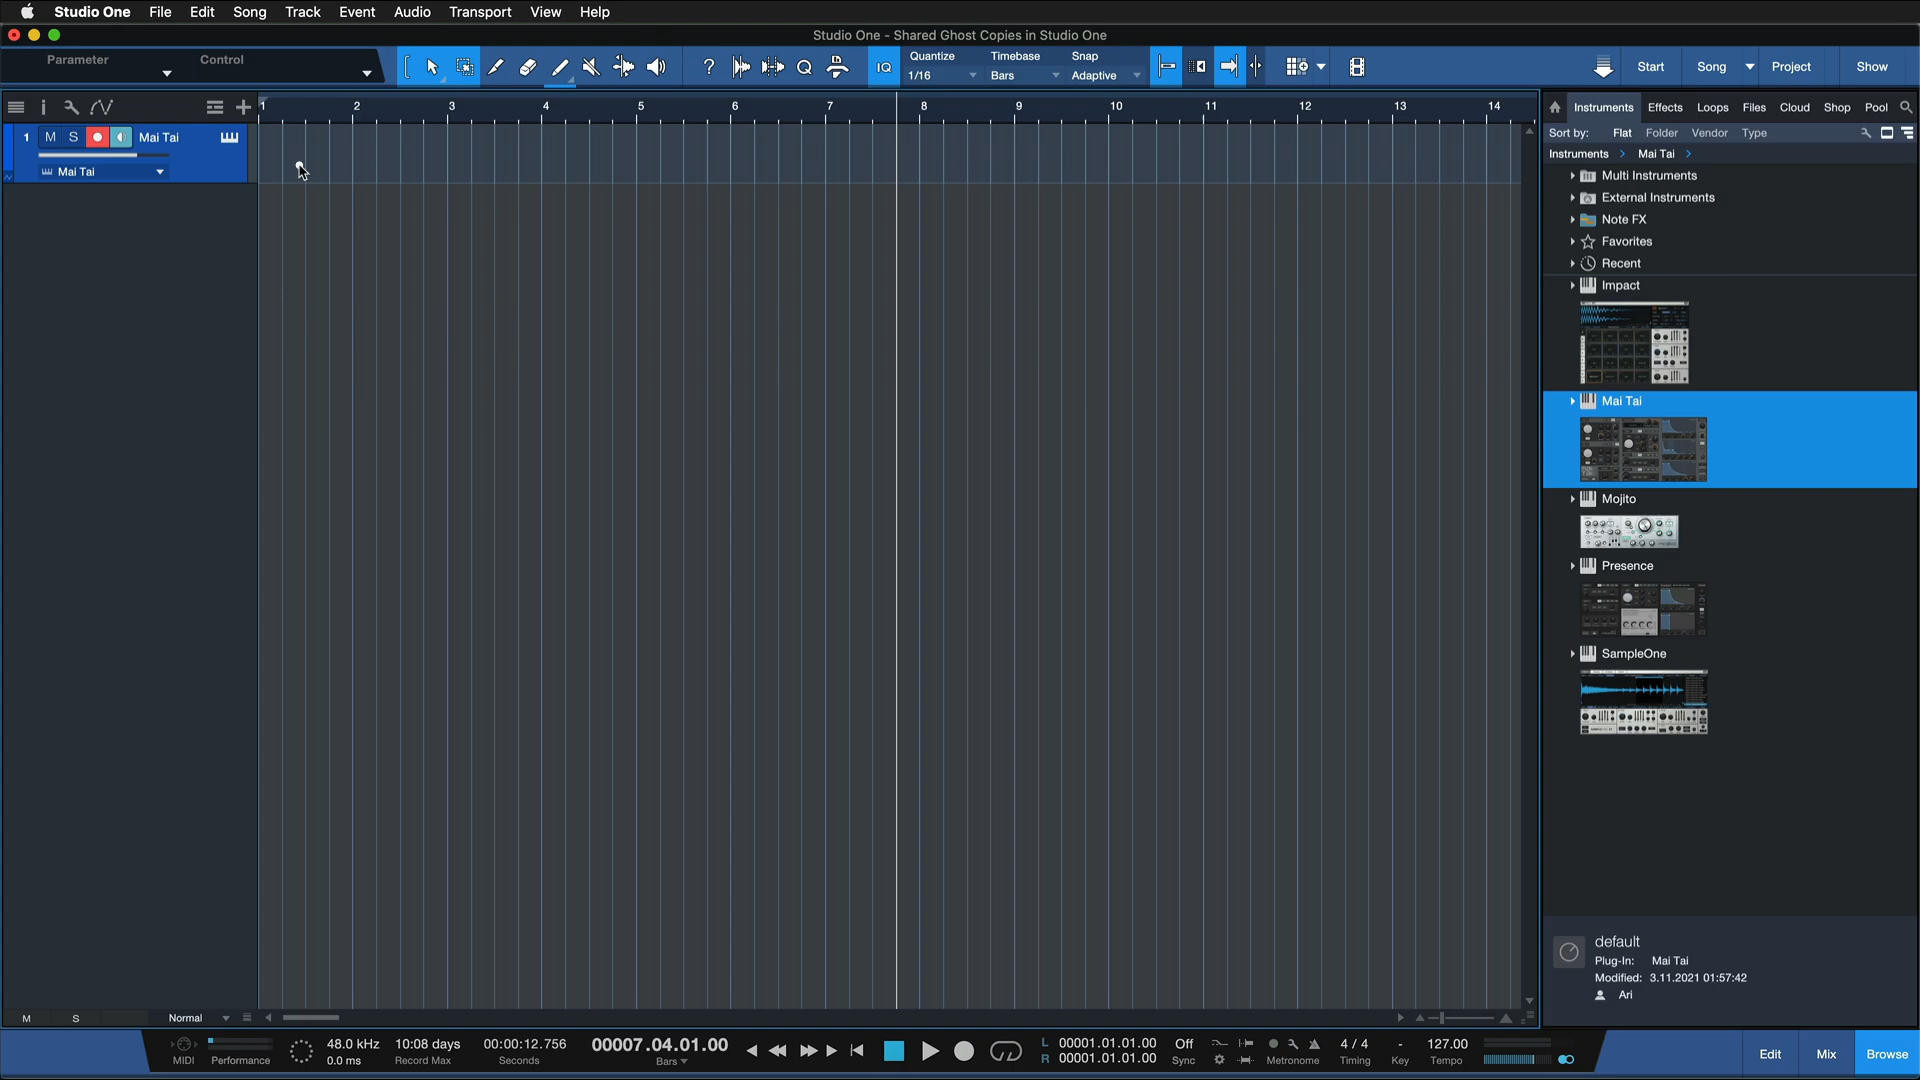 Studio One File Edit Song Track Event Audio Transport View Help
Studio One - Shared Ghost Copies in Studio One
Parameter Control
? Q IQ
Quantize Timebase Snap
1/16 Bars Adaptive
Start Song Project Show
1 2 3 4 5 6 7 8 9 10 11 12 13 14
1 M S Mai Tai
Mai Tai
Instruments Effects Loops Files Cloud Shop Pool
Sort by: Flat Folder Vendor Type
Instruments Mai Tai
Multi Instruments
External Instruments
Note FX
Favorites
Recent
Impact
Mai Tai
Mojito
Presence
SampleOne
default
Plug-In: Mai Tai
Modified: 3.11.2021 01:57:42
Ari
M S Normal
MIDI Performance
48.0 kHz 10:08 days 00:00:12.756 00007.04.01.00
0.0 ms Record Max Seconds Bars
L 00001.01.01.00 Off 4 / 4 - 127.00
R 00001.01.01.00 Sync Metronome Timing Key Tempo
Edit Mix Browse